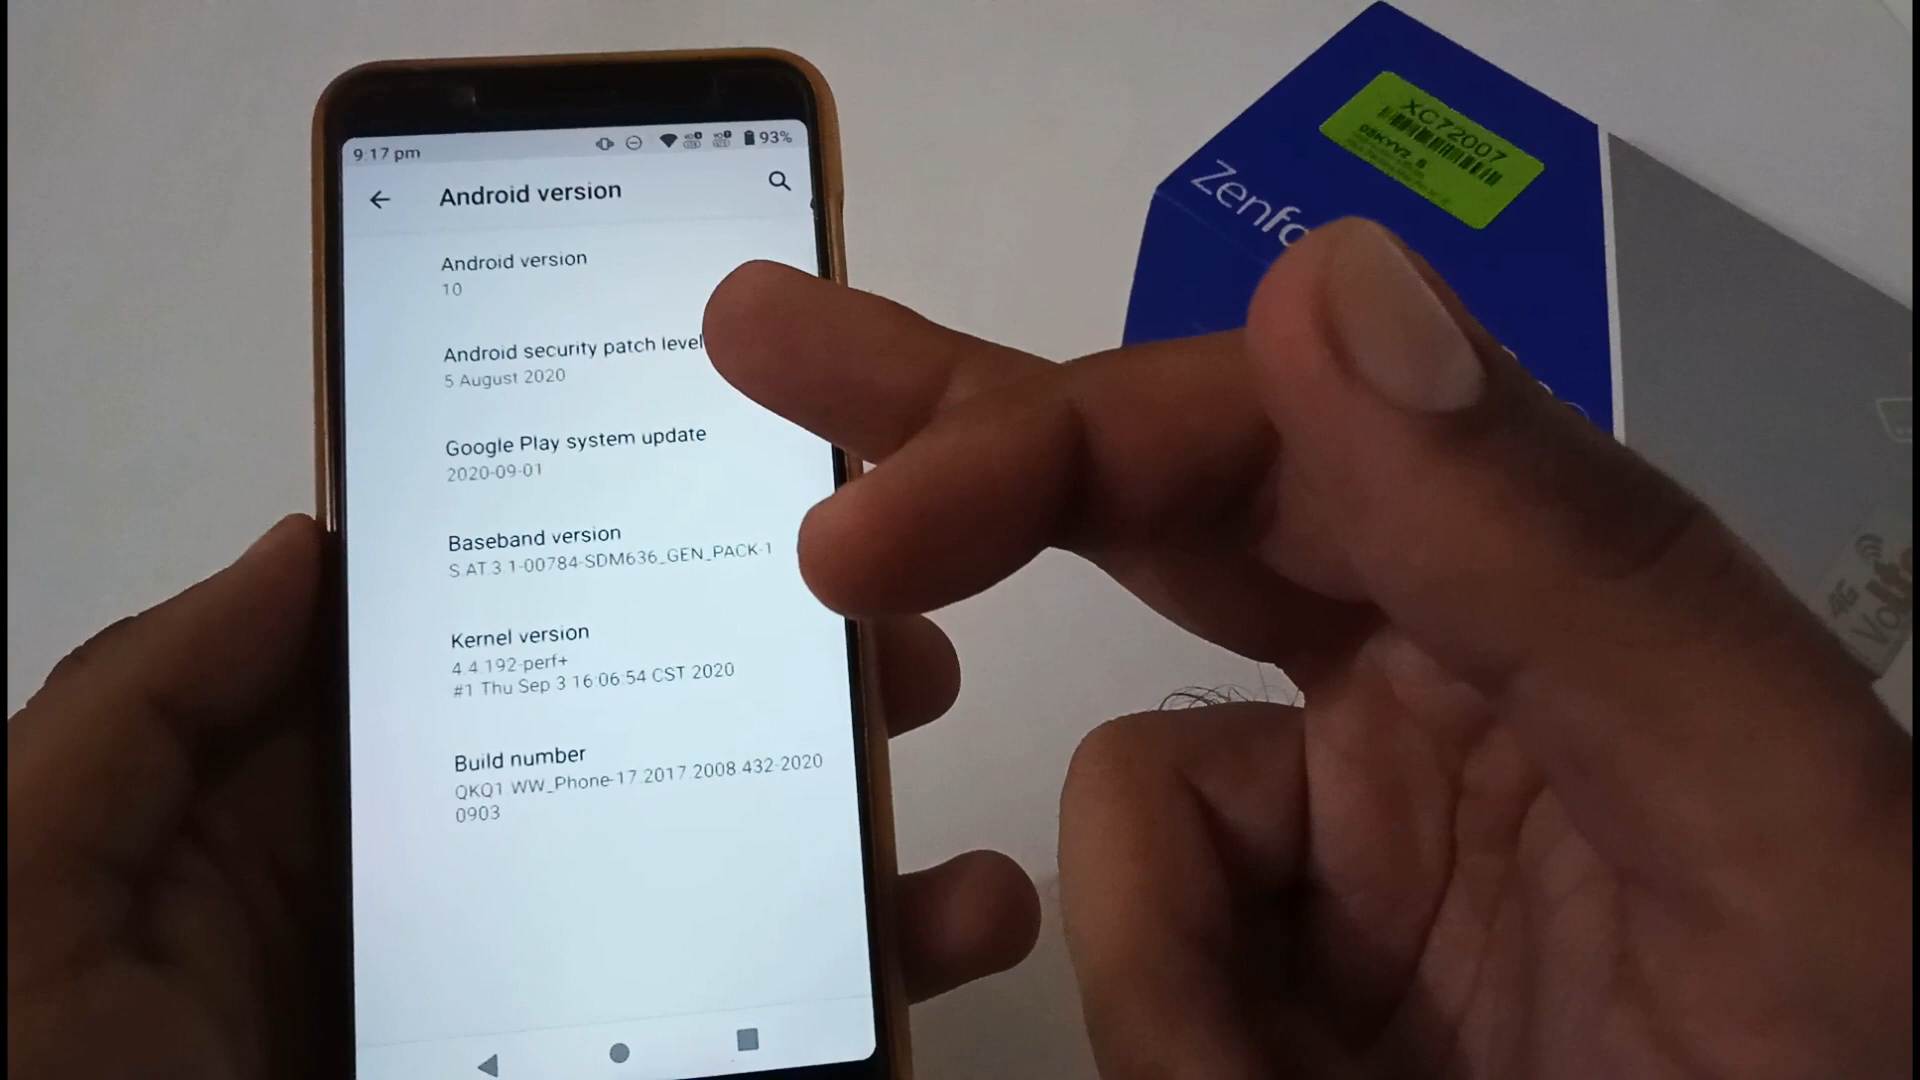 9:17 pm
93%
Android version
Android version
10
Android security patch level
5 August 2020
Google Play system update
2020-09-01
Baseband version
S.AT.3.1-00784-SDM636_GEN_PACK-1
Kernel version
4.4.192-perf+
#1 Thu Sep 3 16:06:54 CST 2020
Build number
QKQ1.WW_Phone-17.2017.2008.432-2020
0903
XC72007
Zenfo
4G